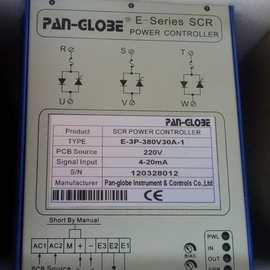 PAN-GLOBE® E-Series SCR
POWER CONTROLLER
R S T
U V W
PAN-GLOBE
Product SCR POWER CONTROLLER
TYPE E-3P-380V30A-1
PCB Source 220V
Signal Input 4-20mA
S/N 120328012
Manufacturer Pan-globe Instrument & Controls Co.,Ltd
CE
Short By Manual
AC1 AC2 M + - E3 E2 E1
PWL
IN
OUT
BIAS